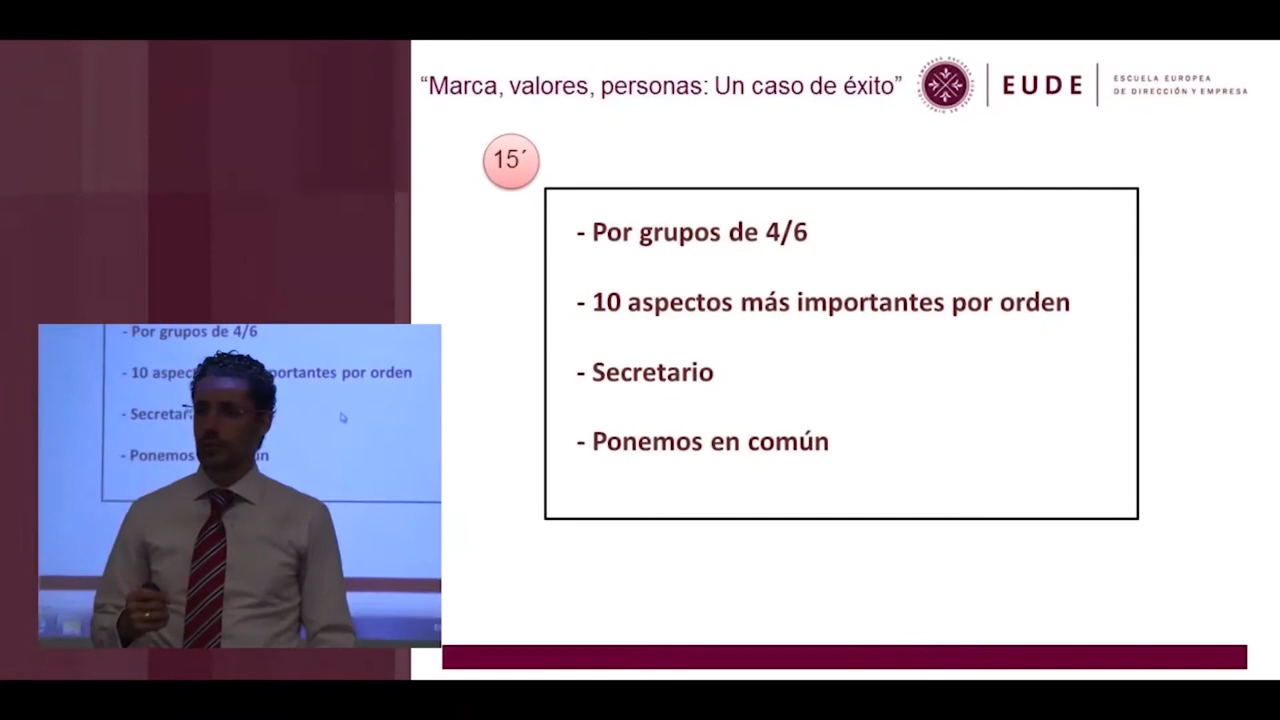 “Marca, valores, personas: Un caso de éxito”
EUDE
ESCUELA EUROPEA
DE DIRECCIÓN Y EMPRESA
15´
- Por grupos de 4/6
- 10 aspectos más importantes por orden
- Secretario
- Ponemos en común
- Por grupos de 4/6
- 10 aspec portantes por orden
- Secretar
- Ponemos ún